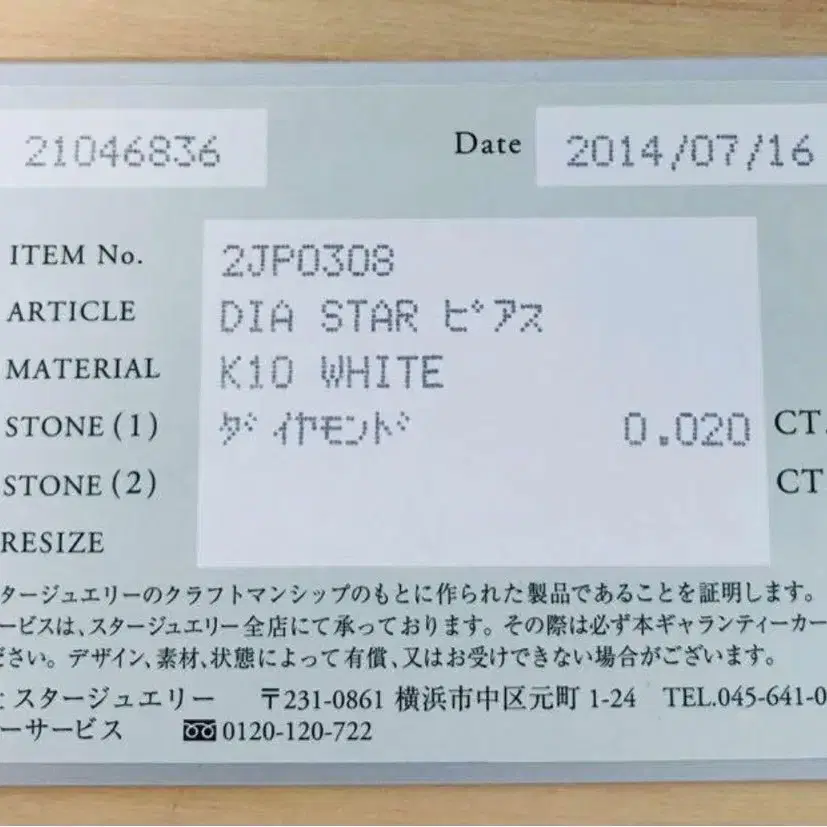 21046836 Date 2014/07/16
ITEM No. 2JP0308
ARTICLE DIA STAR ピアス
MATERIAL K10 WHITE
STONE (1) ダイヤモンド 0.020 CT.
STONE (2) CT
RESIZE
タージュエリーのクラフトマンシップのもとに作られた製品であることを証明します。
ービスは、スタージュエリー全店にて承っております。その際は必ず本ギャランティーカー
ださい。デザイン、素材、状態によって有償、又はお受けできない場合がございます。
スタージュエリー 〒231-0861 横浜市中区元町 1-24 TEL.045-641-0
ーサービス 0120-120-722